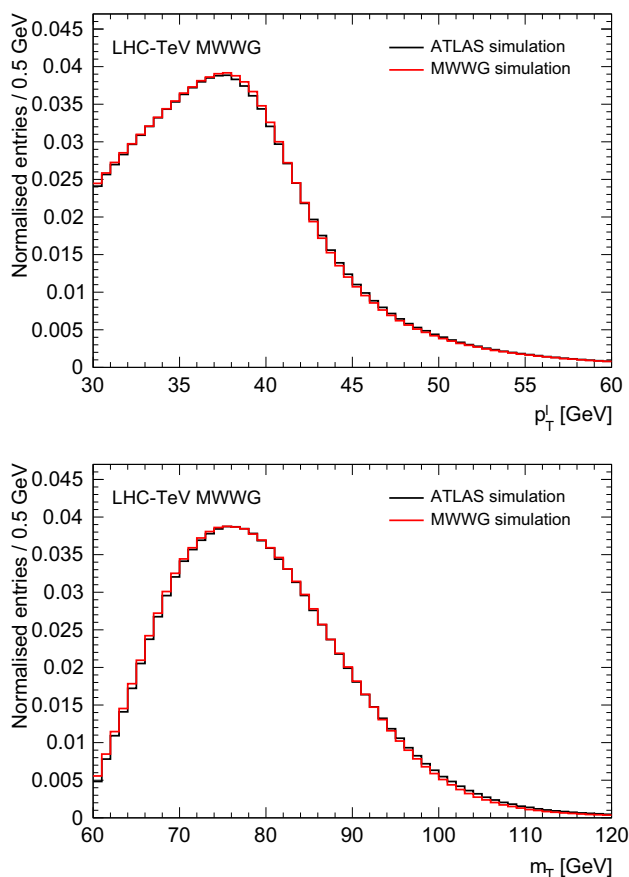 Normalised entries / 0.5 GeV
LHC-TeV MWWG
ATLAS simulation
MWWG simulation
0.045
0.04
0.035
0.03
0.025
0.02
0.015
0.01
0.005
0
30 35 40 45 50 55 60
p_T^l [GeV]
Normalised entries / 0.5 GeV
LHC-TeV MWWG
ATLAS simulation
MWWG simulation
0.045
0.04
0.035
0.03
0.025
0.02
0.015
0.01
0.005
0
60 70 80 90 100 110 120
m_T [GeV]